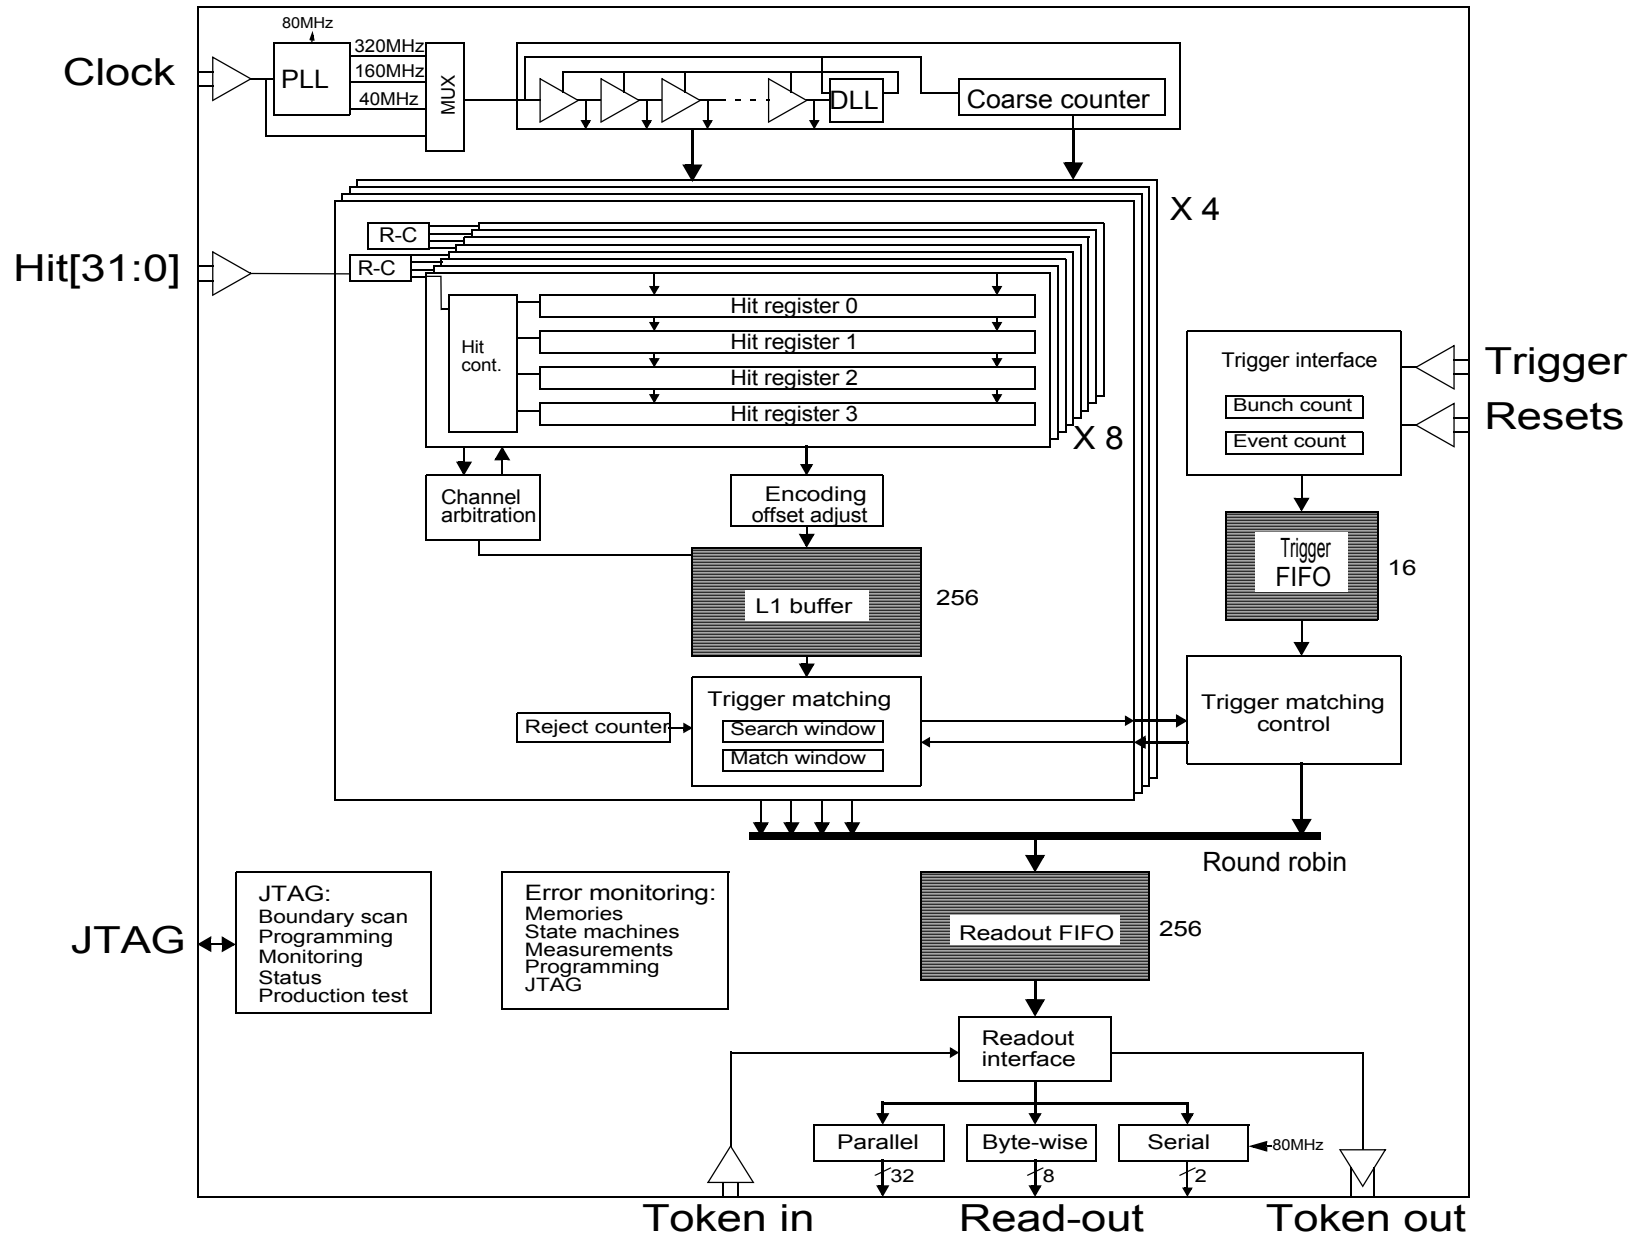 80MHz
Clock
PLL
320MHz
160MHz
40MHz
MUX
DLL
Coarse counter
X 4
Hit[31:0]
R-C
R-C
Hit cont.
Hit register 0
Hit register 1
Hit register 2
Hit register 3
X 8
Trigger interface
Bunch count
Event count
Trigger
Resets
Channel
arbitration
Encoding
offset adjust
Trigger
FIFO
16
L1 buffer
256
Trigger matching
Search window
Match window
Reject counter
Trigger matching
control
Round robin
JTAG
JTAG:
Boundary scan
Programming
Monitoring
Status
Production test
Error monitoring:
Memories
State machines
Measurements
Programming
JTAG
Readout FIFO
256
Readout
interface
Parallel
Byte-wise
Serial
80MHz
32
8
2
Token in
Read-out
Token out